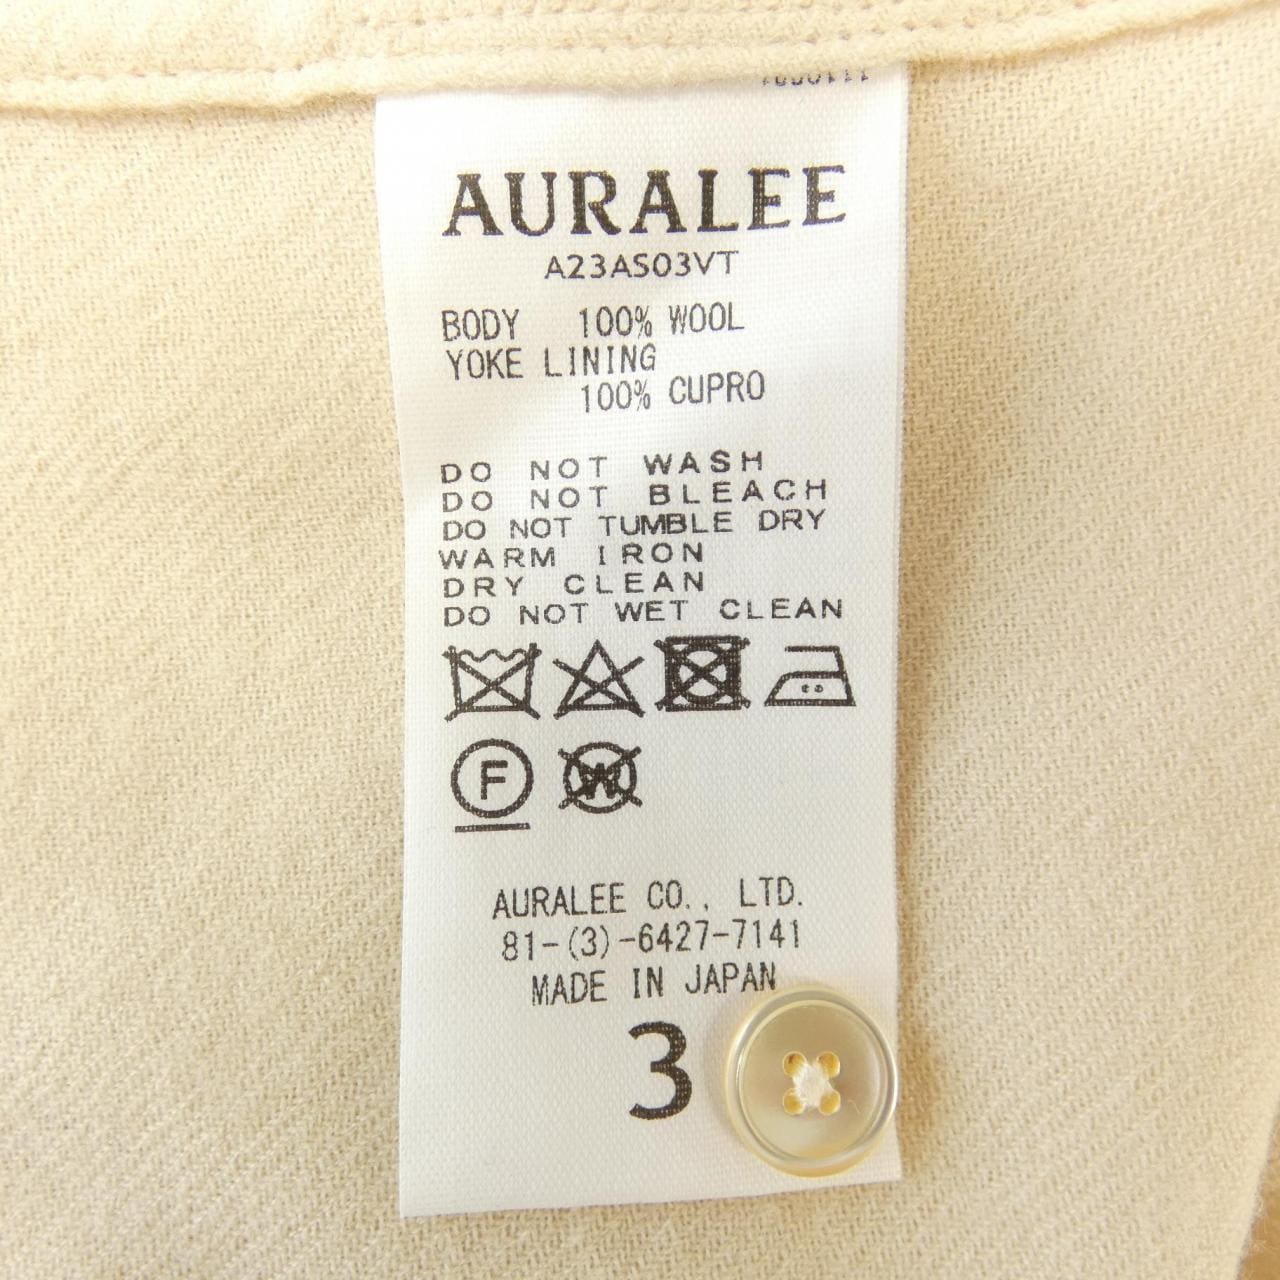 AURALEE
A23AS03VT
BODY 100% WOOL
YOKE LINING
100% CUPRO
DO NOT WASH
DO NOT BLEACH
DO NOT TUMBLE DRY
WARM IRON
DRY CLEAN
DO NOT WET CLEAN
F W
AURALEE CO., LTD.
81-(3)-6427-7141
MADE IN JAPAN
3